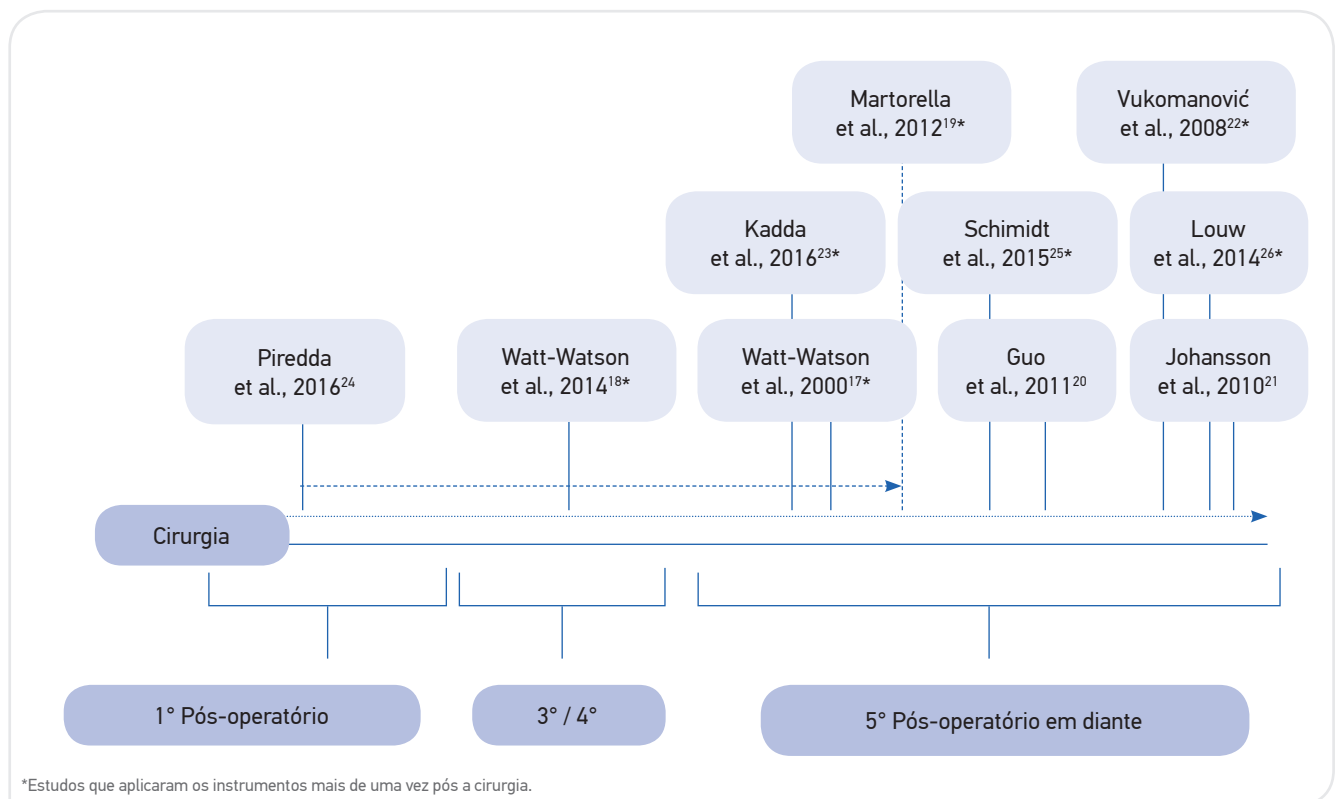 Martorella
et al., 2012¹⁹*
Vukomanović
et al., 2008²²*
Kadda
et al., 2016²³*
Schimidt
et al., 2015²⁵*
Louw
et al., 2014²⁶*
Piredda
et al., 2016²⁴
Watt-Watson
et al., 2014¹⁸*
Watt-Watson
et al., 2000¹⁷*
Guo
et al., 2011²⁰
Johansson
et al., 2010²¹
Cirurgia
1° Pós-operatório
3° / 4°
5° Pós-operatório em diante
*Estudos que aplicaram os instrumentos mais de uma vez pós a cirurgia.